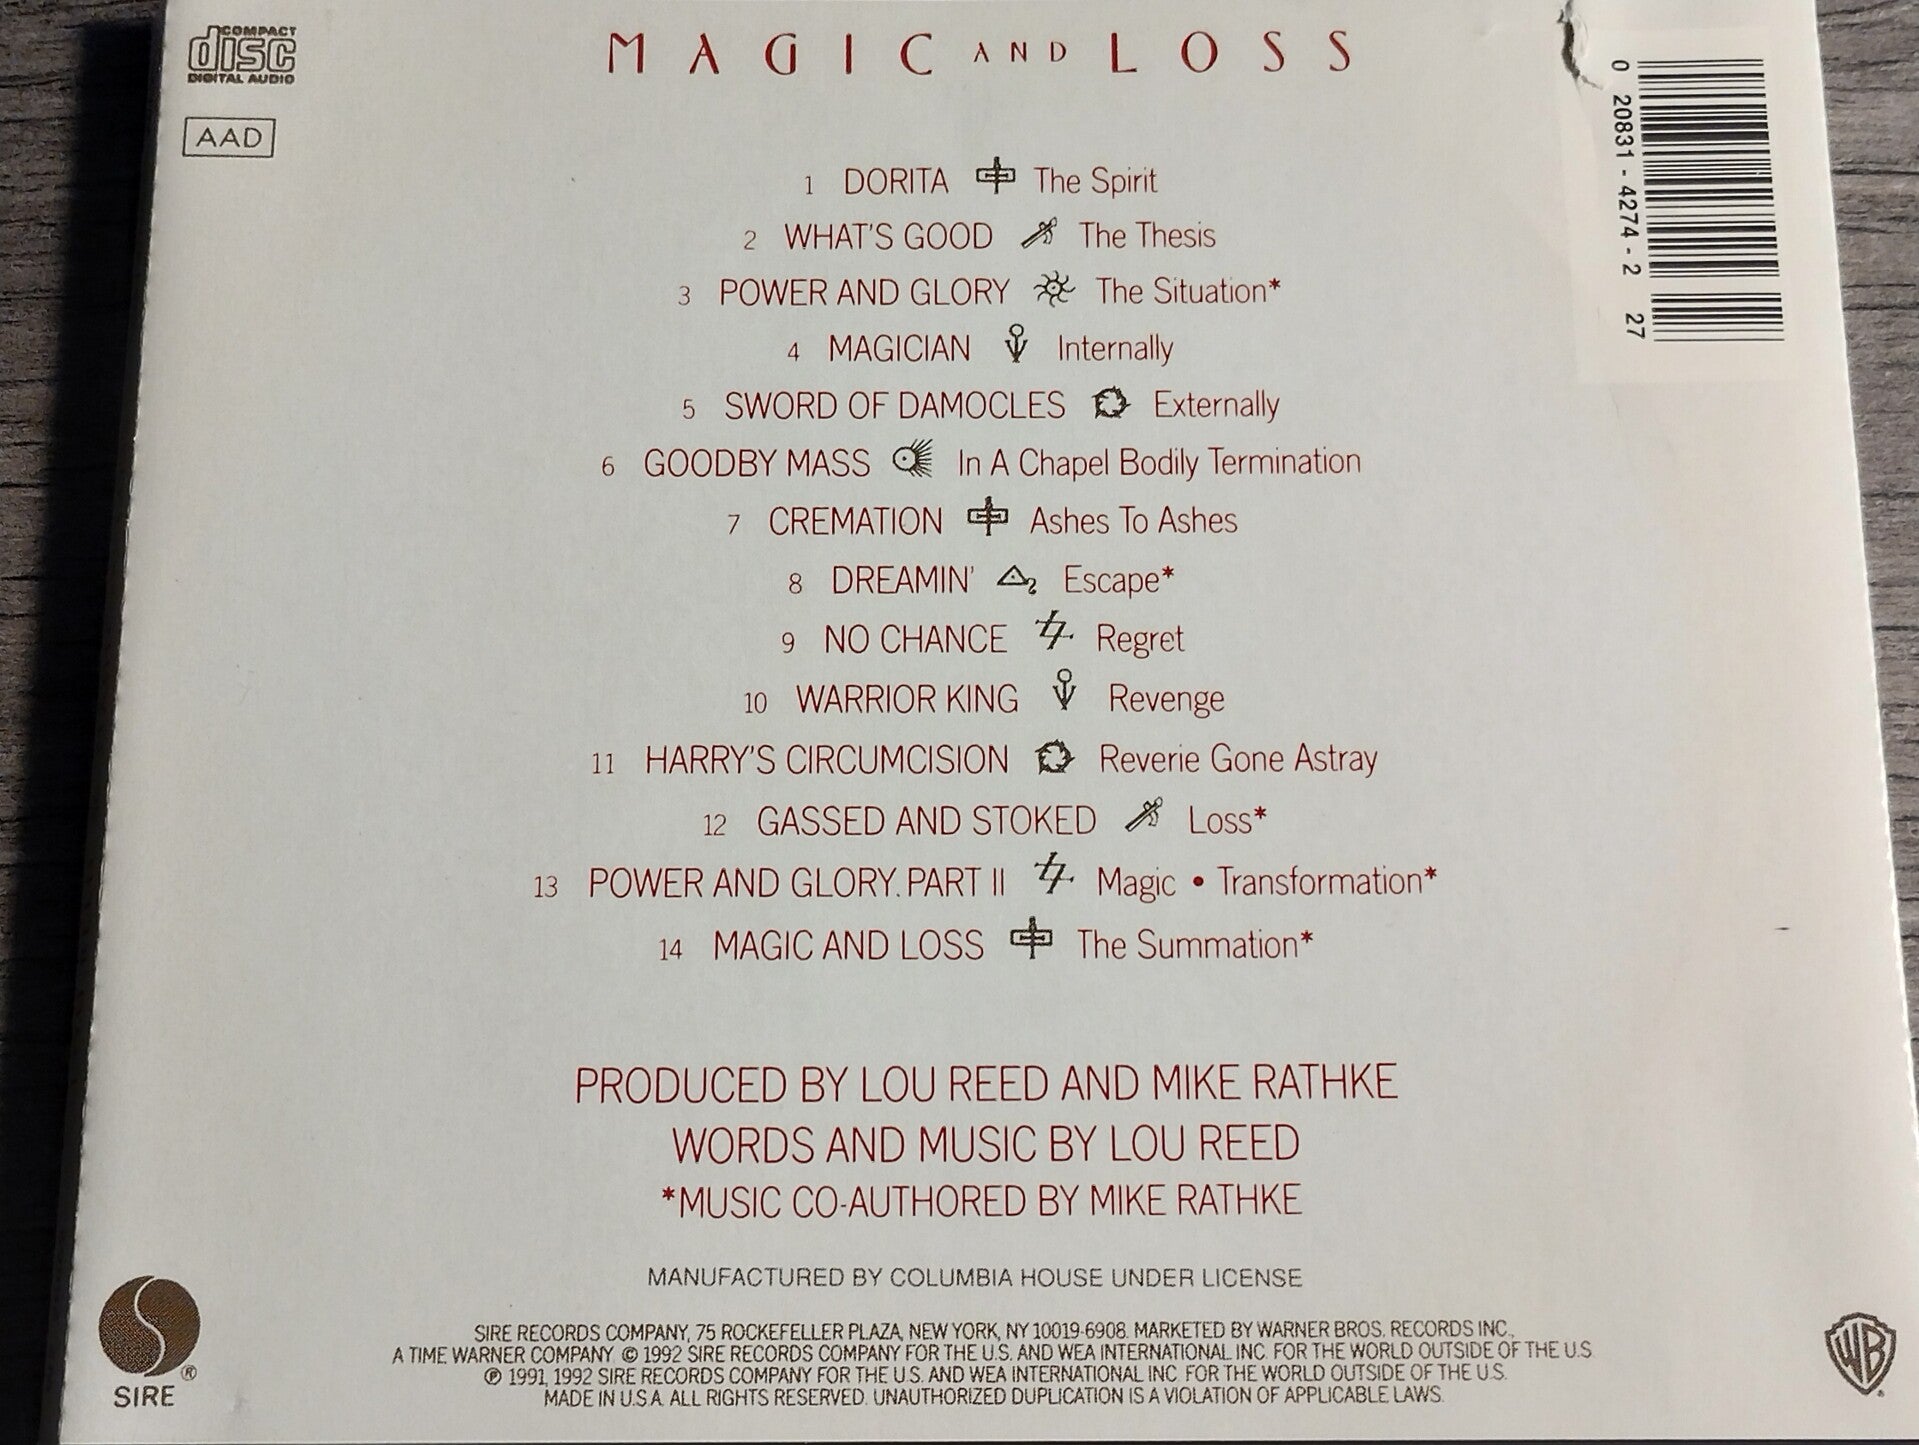 COMPACT
disc
DIGITAL AUDIO
AAD
MAGIC AND LOSS
0 20831 - 4274 - 2 27
1 DORITA The Spirit
2 WHAT'S GOOD The Thesis
3 POWER AND GLORY The Situation*
4 MAGICIAN Internally
5 SWORD OF DAMOCLES Externally
6 GOODBY MASS In A Chapel Bodily Termination
7 CREMATION Ashes To Ashes
8 DREAMIN' Escape*
9 NO CHANCE Regret
10 WARRIOR KING Revenge
11 HARRY'S CIRCUMCISION Reverie Gone Astray
12 GASSED AND STOKED Loss*
13 POWER AND GLORY. PART II Magic • Transformation*
14 MAGIC AND LOSS The Summation*
PRODUCED BY LOU REED AND MIKE RATHKE
WORDS AND MUSIC BY LOU REED
*MUSIC CO-AUTHORED BY MIKE RATHKE
MANUFACTURED BY COLUMBIA HOUSE UNDER LICENSE
SIRE RECORDS COMPANY, 75 ROCKEFELLER PLAZA, NEW YORK, NY 10019-6908. MARKETED BY WARNER BROS. RECORDS INC.,
A TIME WARNER COMPANY. © 1992 SIRE RECORDS COMPANY FOR THE U.S. AND WEA INTERNATIONAL INC. FOR THE WORLD OUTSIDE OF THE U.S.
℗ 1991, 1992 SIRE RECORDS COMPANY FOR THE U.S. AND WEA INTERNATIONAL INC. FOR THE WORLD OUTSIDE OF THE U.S.
MADE IN U.S.A. ALL RIGHTS RESERVED. UNAUTHORIZED DUPLICATION IS A VIOLATION OF APPLICABLE LAWS.
®
SIRE
WB